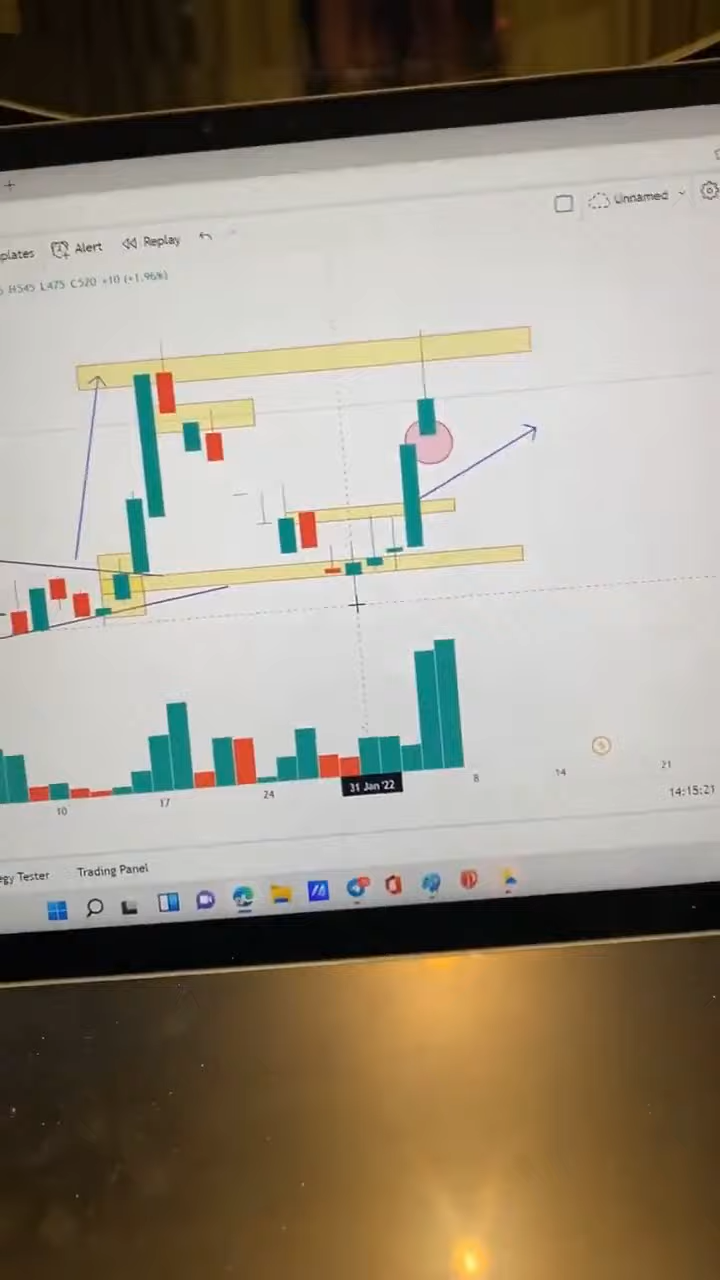 Unnamed
plates Alert Replay
H545 L475 C520 +10 (+1.96%)
10 17 24 31 Jan '22 8 14 21
14:15:21
egy Tester Trading Panel